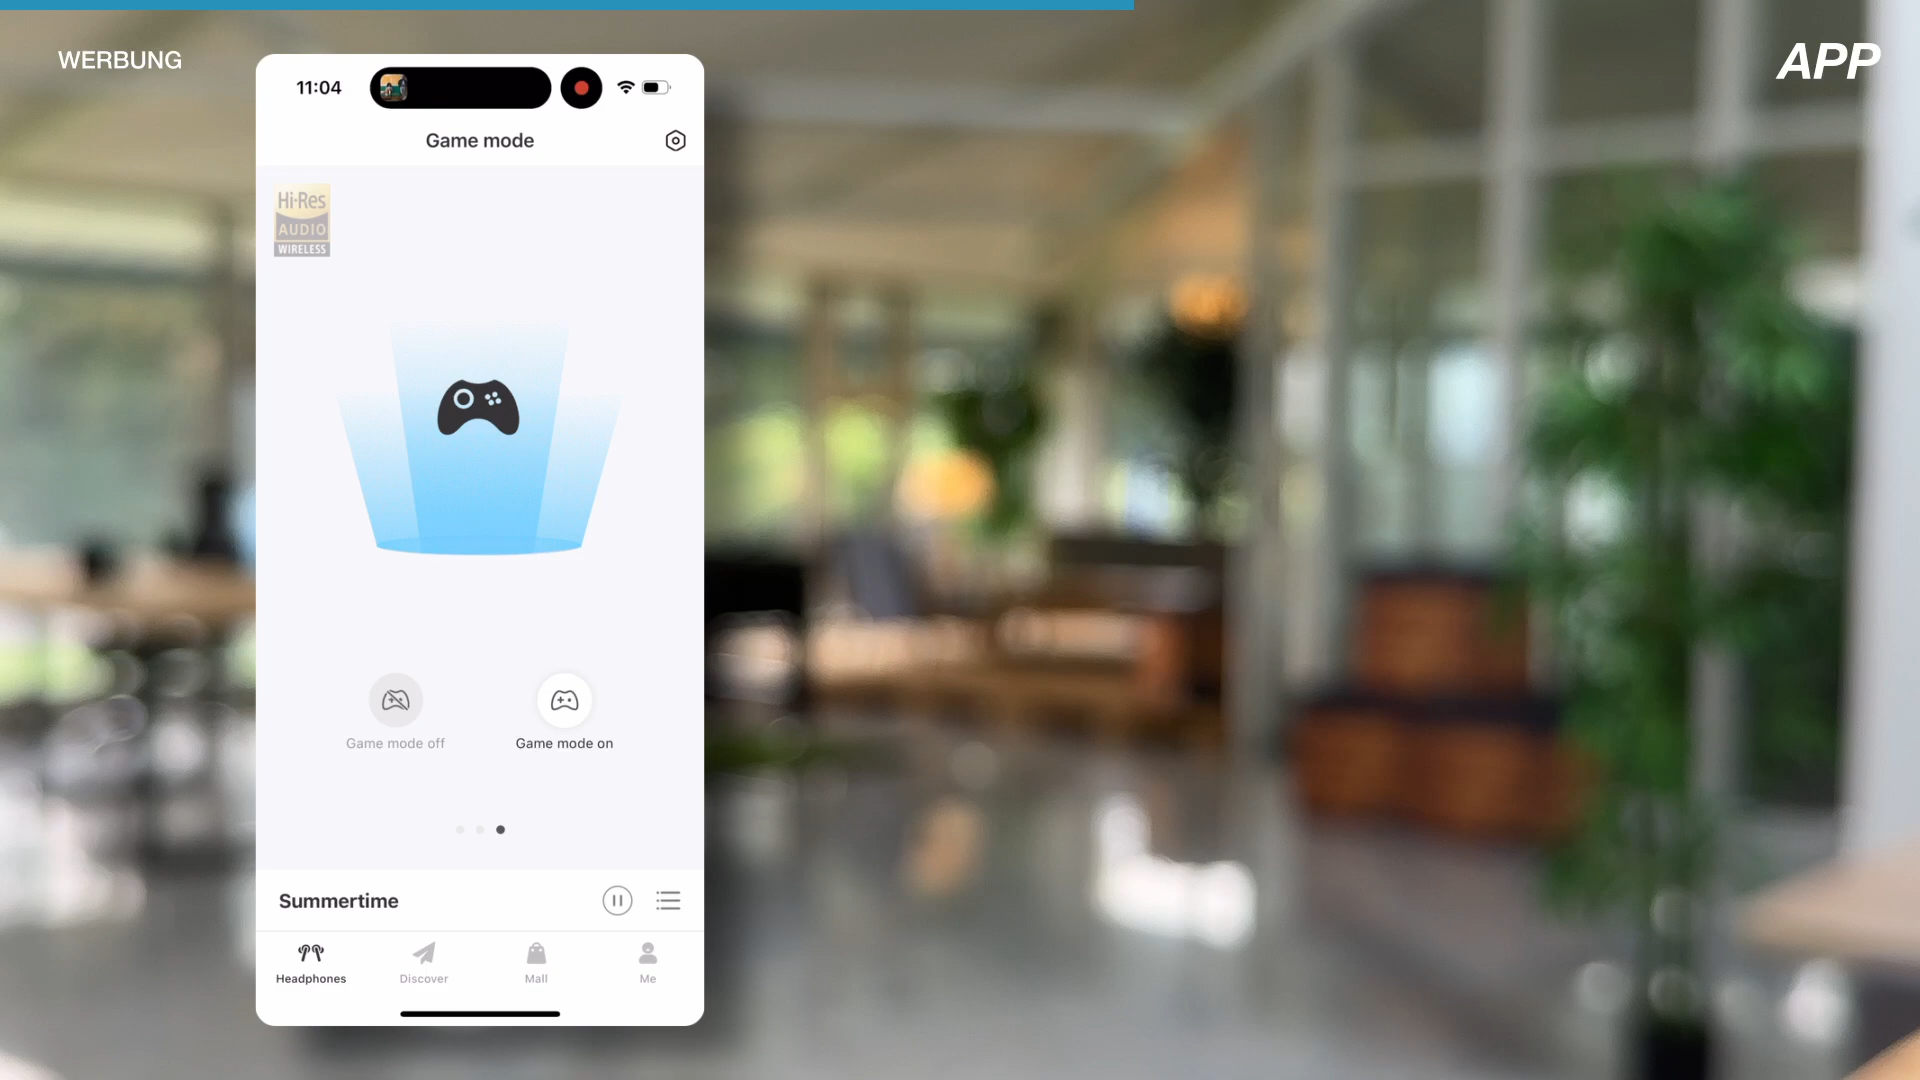 WERBUNG
APP
11:04
Game mode
Hi-Res
AUDIO
WIRELESS
Game mode off
Game mode on
Summertime
Headphones
Discover
Mall
Me